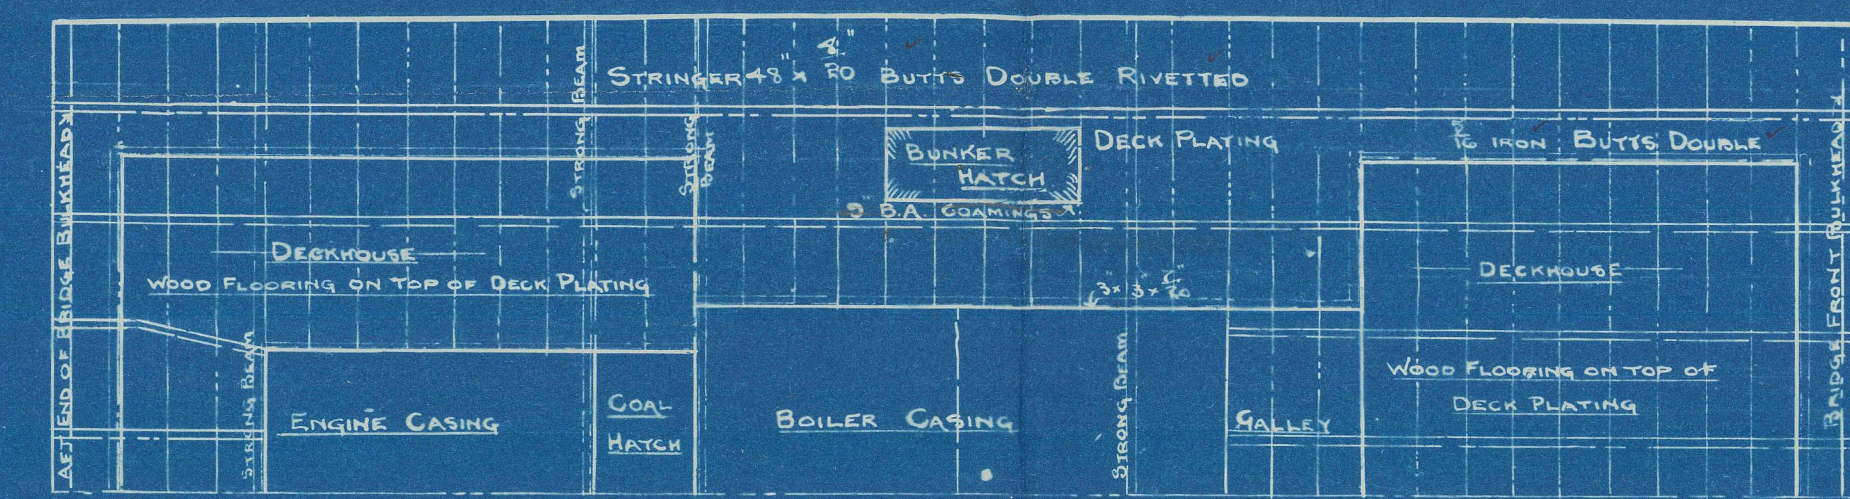 STRINGER 48" x 8/20" BUTTS DOUBLE RIVETTED
STRONG BEAM
STRONG BEAM
DECK PLATING
IRON BUTTS DOUBLE
BUNKER
HATCH
9" B.A. COAMINGS
AFT END OF BRIDGE BULKHEAD
DECKHOUSE
WOOD FLOORING ON TOP OF DECK PLATING
3" x 3" x 6/20"
DECKHOUSE
WOOD FLOORING ON TOP OF
DECK PLATING
BRIDGE FRONT BULKHEAD
STRONG BEAM
ENGINE CASING
COAL
HATCH
BOILER CASING
STRONG BEAM
GALLEY